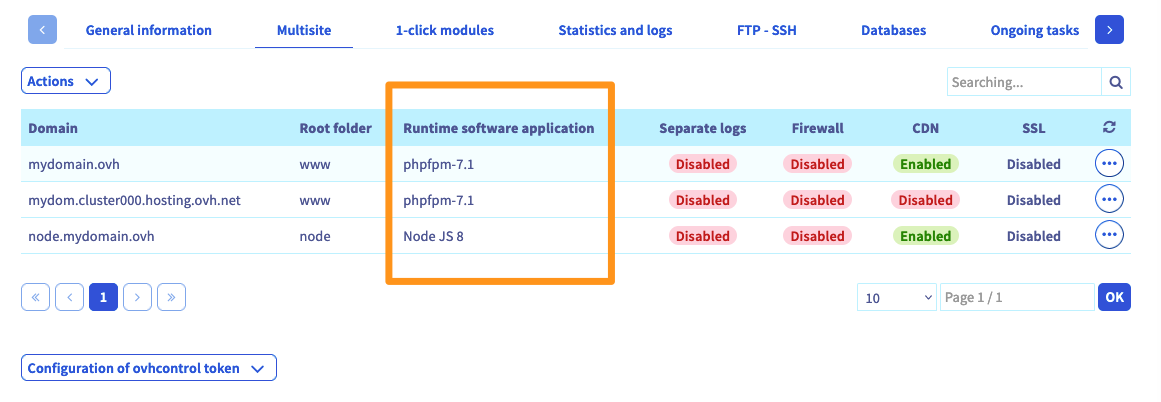 General information Multisite 1-click modules Statistics and logs FTP - SSH Databases Ongoing tasks
Actions Searching...
Domain Root folder Runtime software application Separate logs Firewall CDN SSL
mydomain.ovh www phpfpm-7.1 Disabled Disabled Enabled Disabled
mydom.cluster000.hosting.ovh.net www phpfpm-7.1 Disabled Disabled Disabled Disabled
node.mydomain.ovh node Node JS 8 Disabled Disabled Enabled Disabled
« ‹ 1 › » 10 Page 1 / 1 OK
Configuration of ovhcontrol token